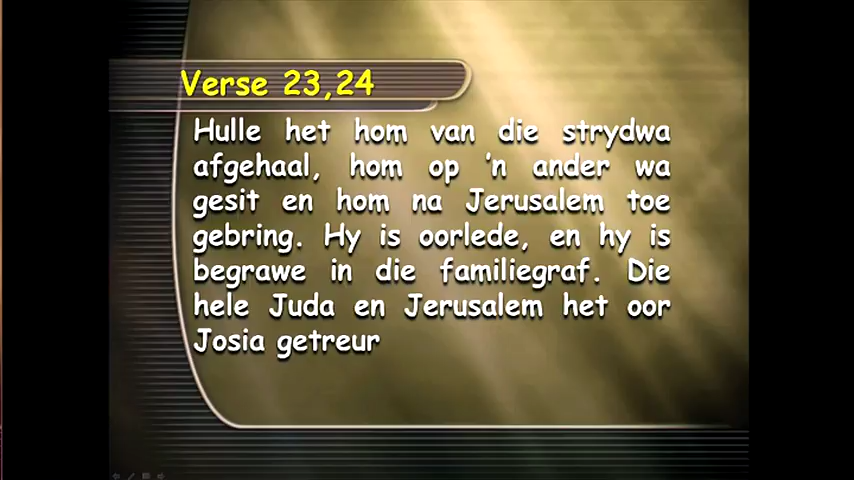 Verse 23,24
Hulle het hom van die strydwa
afgehaal, hom op 'n ander wa
gesit en hom na Jerusalem toe
gebring. Hy is oorlede, en hy is
begrawe in die familiegraf. Die
hele Juda en Jerusalem het oor
Josia getreur